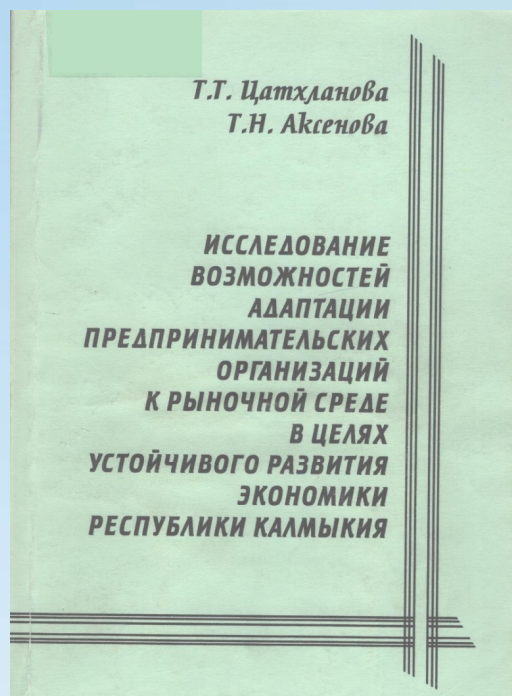 Т.Т. Цатхланова
Т.Н. Аксенова
ИССЛЕДОВАНИЕ
ВОЗМОЖНОСТЕЙ
АДАПТАЦИИ
ПРЕДПРИНИМАТЕЛЬСКИХ
ОРГАНИЗАЦИЙ
К РЫНОЧНОЙ СРЕДЕ
В ЦЕЛЯХ
УСТОЙЧИВОГО РАЗВИТИЯ
ЭКОНОМИКИ
РЕСПУБЛИКИ КАЛМЫКИЯ